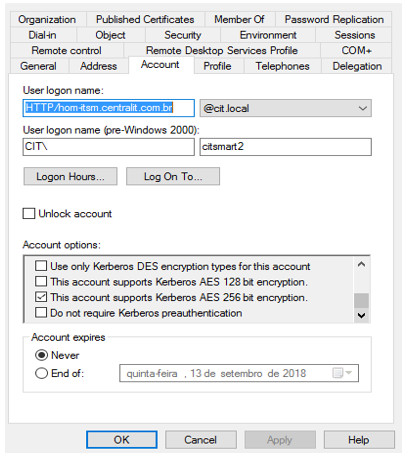 Organization Published Certificates Member Of Password Replication
Dial-in Object Security Environment Sessions
Remote control Remote Desktop Services Profile COM+
General Address Account Profile Telephones Delegation
User logon name:
HTTP/hom-itsm.centralit.com.br @cit.local
User logon name (pre-Windows 2000):
CIT\ citsmart2
Logon Hours... Log On To...
Unlock account
Account options:
Use only Kerberos DES encryption types for this account
This account supports Kerberos AES 128 bit encryption.
This account supports Kerberos AES 256 bit encryption.
Do not require Kerberos preauthentication
Account expires
Never
End of: quinta-feira , 13 de setembro de 2018
OK Cancel Apply Help